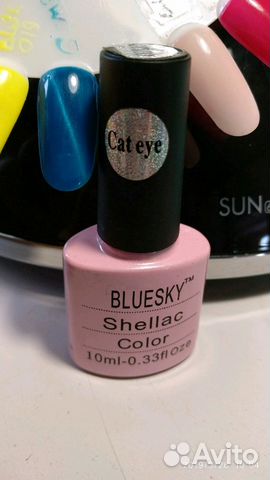 Cat eye
SUN
BLUESKY™
Shellac
Color
10ml-0.33fl Oze
Avito